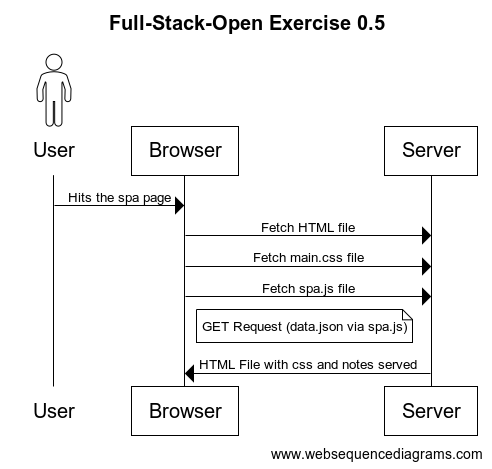 Full-Stack-Open Exercise 0.5
User
Browser
Server
Hits the spa page
Fetch HTML file
Fetch main.css file
Fetch spa.js file
GET Request (data.json via spa.js)
HTML File with css and notes served
User
Browser
Server
www.websequencediagrams.com